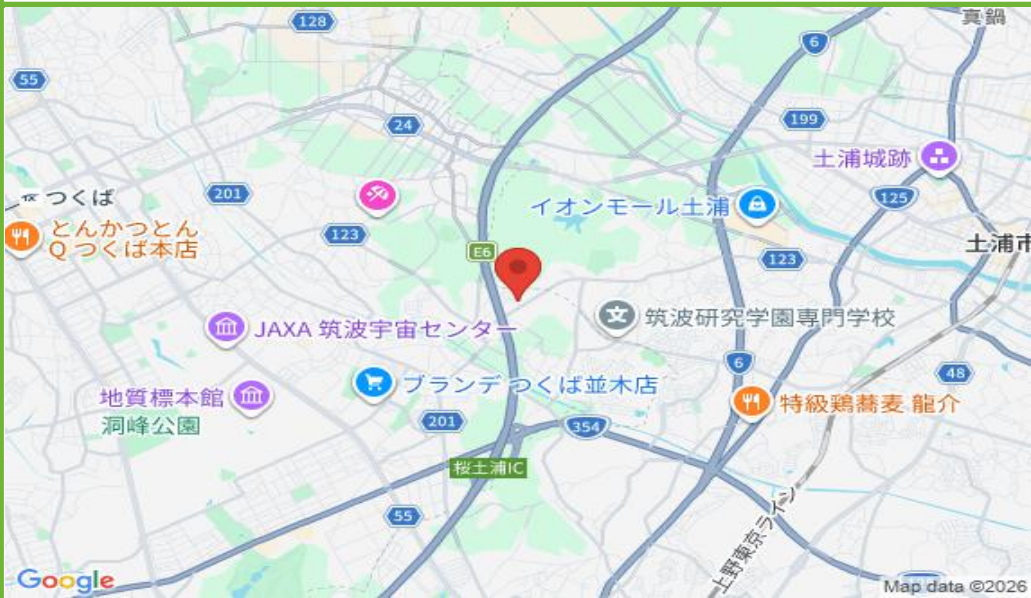 128
真鍋
6
55
199
24
土浦城跡
201
つくば
125
イオンモール土浦
とんかつとん
Q つくば本店
123
土浦市
E6
123
筑波研究学園専門学校
JAXA 筑波宇宙センター
6
48
ブランデ つくば並木店
地質標本館
特級鶏蕎麦 龍介
洞峰公園
201
354
桜土浦IC
55
上野東京ライン
Google
Map data ©2026